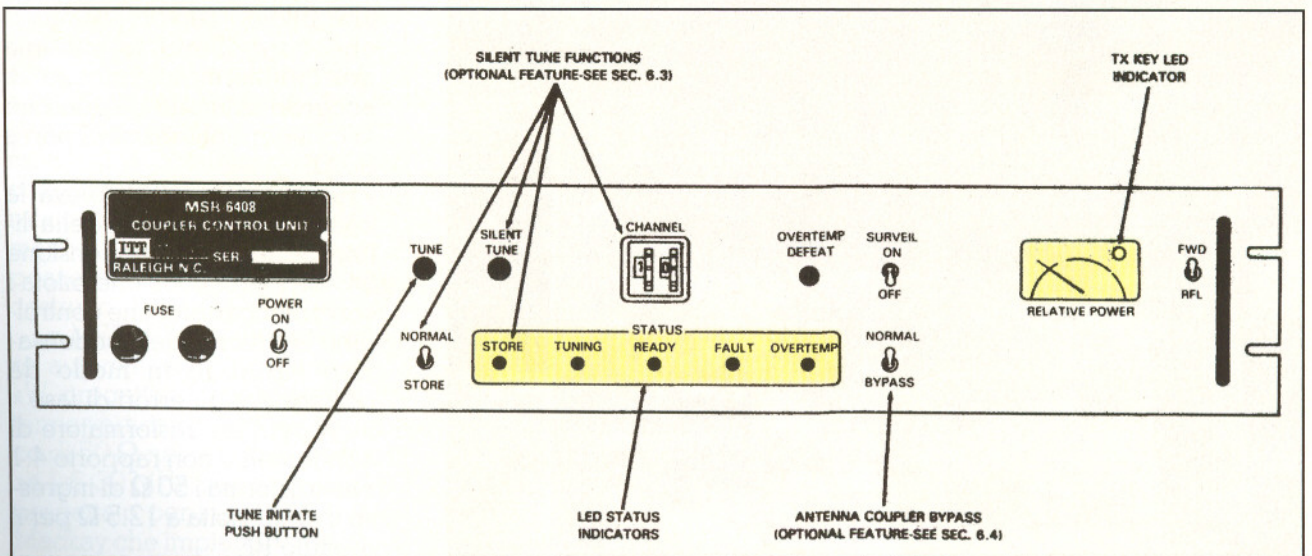 SILENT TUNE FUNCTIONS
(OPTIONAL FEATURE-SEE SEC. 6.3)
TX KEY LED
INDICATOR
MSR 6408
COUPLER CONTROL UNIT
ITT SER.
RALEIGH N.C.
FUSE
POWER
ON
OFF
TUNE
SILENT
TUNE
NORMAL
STORE
CHANNEL
1 0
STATUS
STORE TUNING READY FAULT OVERTEMP
OVERTEMP
DEFEAT
SURVEIL
ON
OFF
NORMAL
BYPASS
RELATIVE POWER
FWD
RFL
TUNE INITATE
PUSH BUTTON
LED STATUS
INDICATORS
ANTENNA COUPLER BYPASS
(OPTIONAL FEATURE-SEE SEC. 6.4)